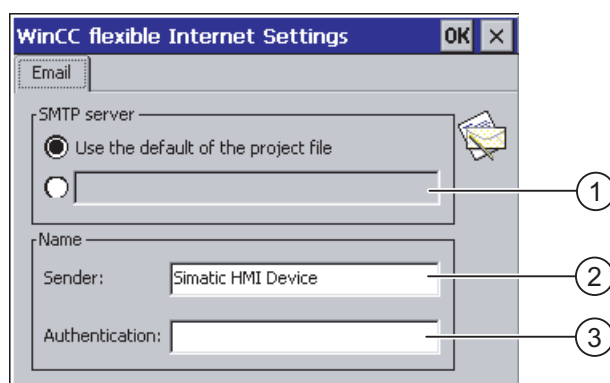 WinCC flexible Internet Settings OK ×
Email
SMTP server
Use the default of the project file
1
Name
Sender: Simatic HMI Device
2
Authentication:
3